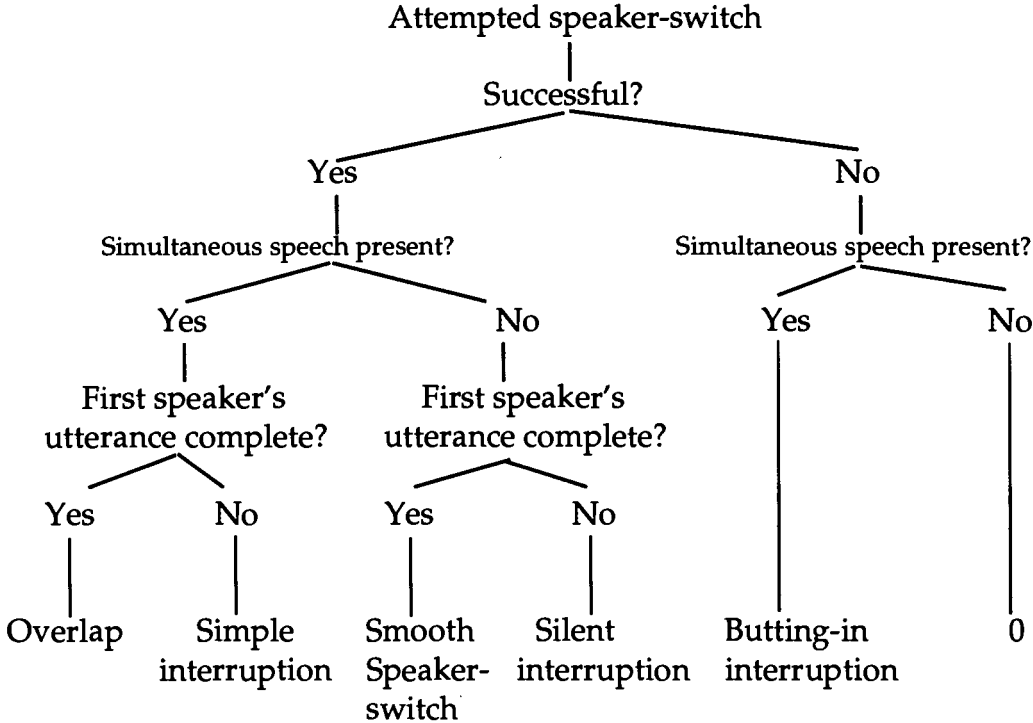 Attempted speaker-switch
Successful?
Yes
No
Simultaneous speech present?
Simultaneous speech present?
Yes
No
Yes
No
First speaker's
utterance complete?
First speaker's
utterance complete?
Yes
No
Yes
No
Overlap
Simple
interruption
Smooth
Speaker-
switch
Silent
interruption
Butting-in
interruption
0